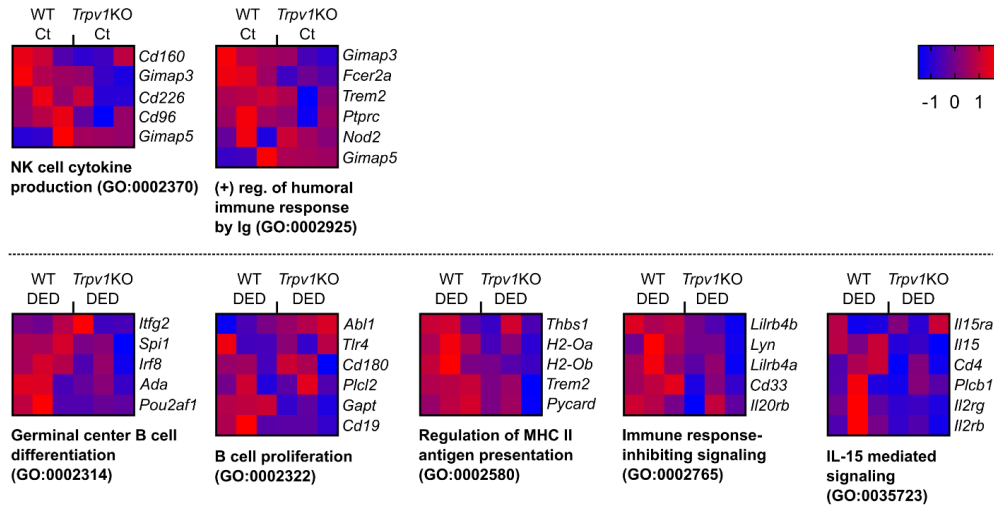 WT Trpv1KO
Ct Ct
Cd160
Gimap3
Cd226
Cd96
Gimap5
NK cell cytokine
production (GO:0002370)
WT Trpv1KO
Ct Ct
Gimap3
Fcer2a
Trem2
Ptprc
Nod2
Gimap5
(+) reg. of humoral
immune response
by Ig (GO:0002925)
-1 0 1
WT Trpv1KO
DED DED
Itfg2
Spi1
Irf8
Ada
Pou2af1
Germinal center B cell
differentiation
(GO:0002314)
WT Trpv1KO
DED DED
Abl1
Tlr4
Cd180
Plcl2
Gapt
Cd19
B cell proliferation
(GO:0002322)
WT Trpv1KO
DED DED
Thbs1
H2-Oa
H2-Ob
Trem2
Pycard
Regulation of MHC II
antigen presentation
(GO:0002580)
WT Trpv1KO
DED DED
Lilrb4b
Lyn
Lilrb4a
Cd33
Il20rb
Immune response-
inhibiting signaling
(GO:0002765)
WT Trpv1KO
DED DED
Il15ra
Il15
Cd4
Plcb1
Il2rg
Il2rb
IL-15 mediated
signaling
(GO:0035723)